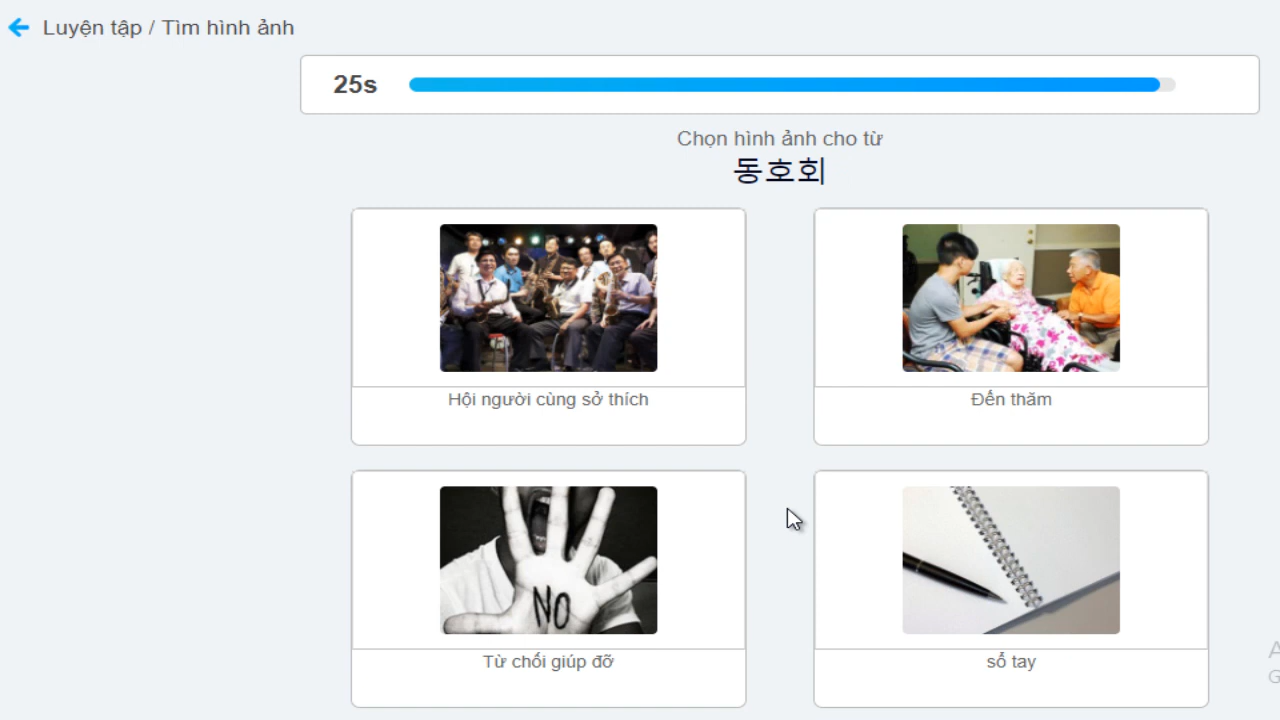 Luyện tập / Tìm hình ảnh
25s
Chọn hình ảnh cho từ
동호회
Hội người cùng sở thích
Đến thăm
NO
Từ chối giúp đỡ
sổ tay